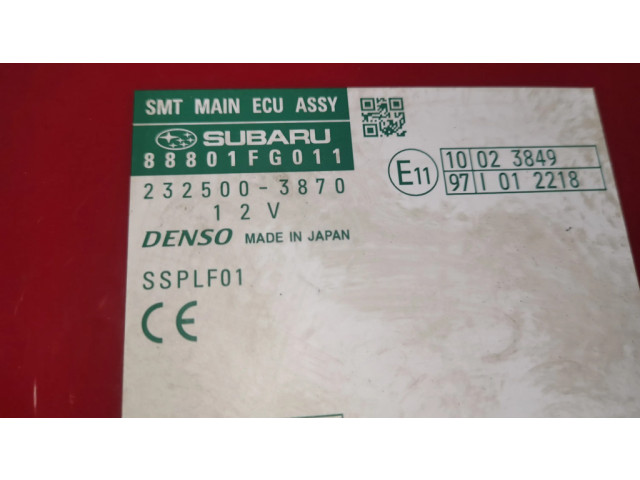 SMT MAIN ECU ASSY
SUBARU
88801FG011
232500-3870
12V
DENSO MADE IN JAPAN
SSPLF01
CE
E11
10 02 3849
97 I 01 2218